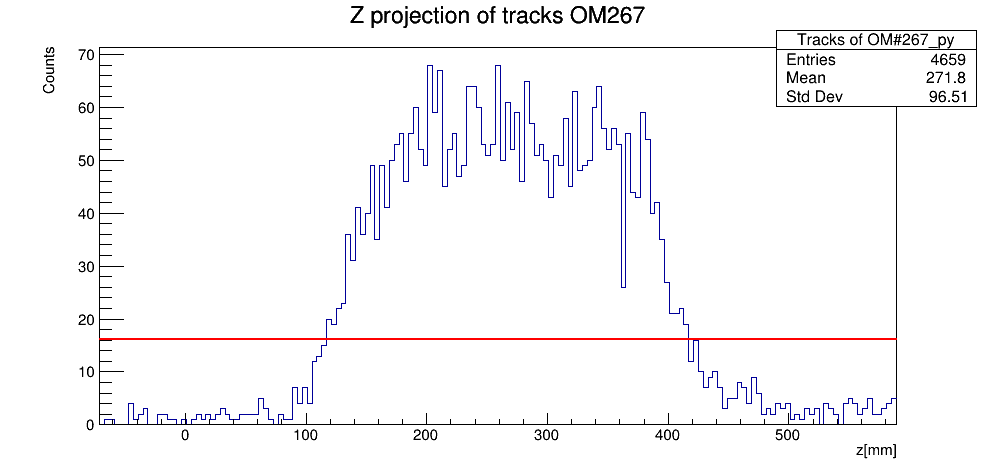 Z projection of tracks OM267
Tracks of OM#267_py
Entries 4659
Mean 271.8
Std Dev 96.51
Counts
70
60
50
40
30
20
10
0
0 100 200 300 400 500
z[mm]